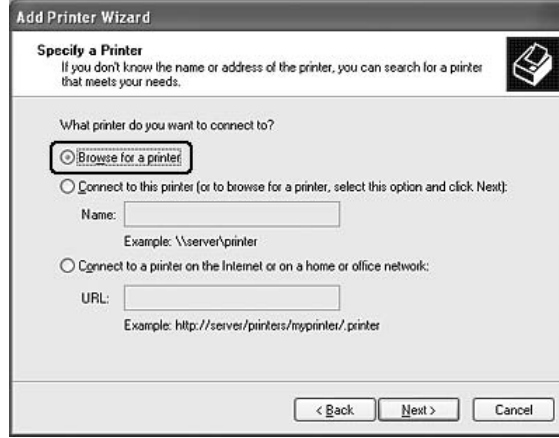 Add Printer Wizard
Specify a Printer
If you don't know the name or address of the printer, you can search for a printer
that meets your needs.
What printer do you want to connect to?
Browse for a printer
Connect to this printer (or to browse for a printer, select this option and click Next):
Name:
Example: \\server\printer
Connect to a printer on the Internet or on a home or office network:
URL:
Example: http://server/printers/myprinter/.printer
< Back
Next >
Cancel